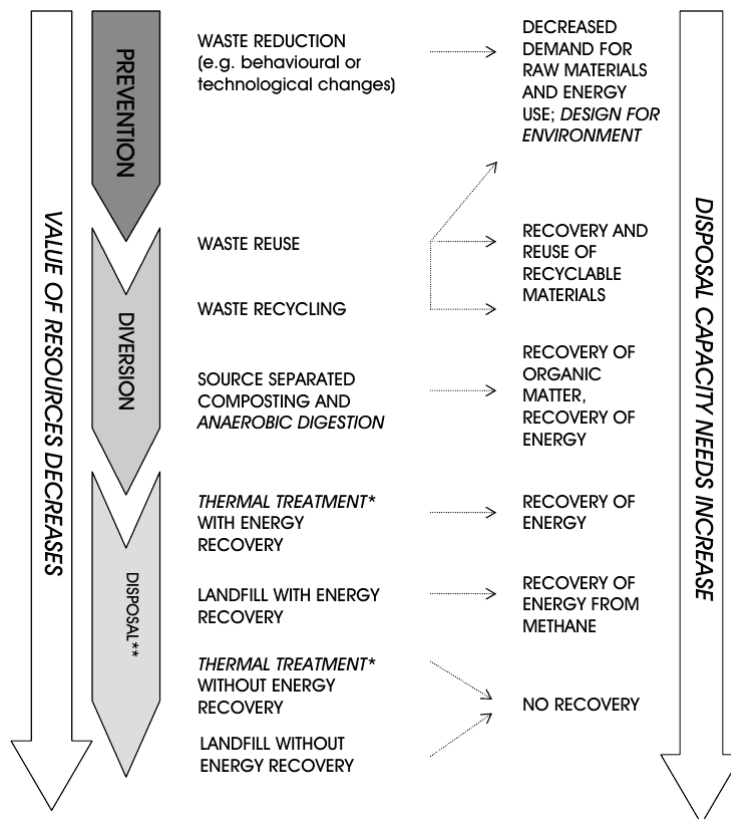 VALUE OF RESOURCES DECREASES
PREVENTION
WASTE REDUCTION
(e.g. behavioural or
technological changes)
DECREASED
DEMAND FOR
RAW MATERIALS
AND ENERGY
USE; DESIGN FOR
ENVIRONMENT
DIVERSION
WASTE REUSE
RECOVERY AND
REUSE OF
RECYCLABLE
MATERIALS
WASTE RECYCLING
SOURCE SEPARATED
COMPOSTING AND
ANAEROBIC DIGESTION
RECOVERY OF
ORGANIC
MATTER,
RECOVERY OF
ENERGY
DISPOSAL**
THERMAL TREATMENT*
WITH ENERGY
RECOVERY
RECOVERY OF
ENERGY
LANDFILL WITH ENERGY
RECOVERY
RECOVERY OF
ENERGY FROM
METHANE
THERMAL TREATMENT*
WITHOUT ENERGY
RECOVERY
NO RECOVERY
LANDFILL WITHOUT
ENERGY RECOVERY
DISPOSAL CAPACITY NEEDS INCREASE